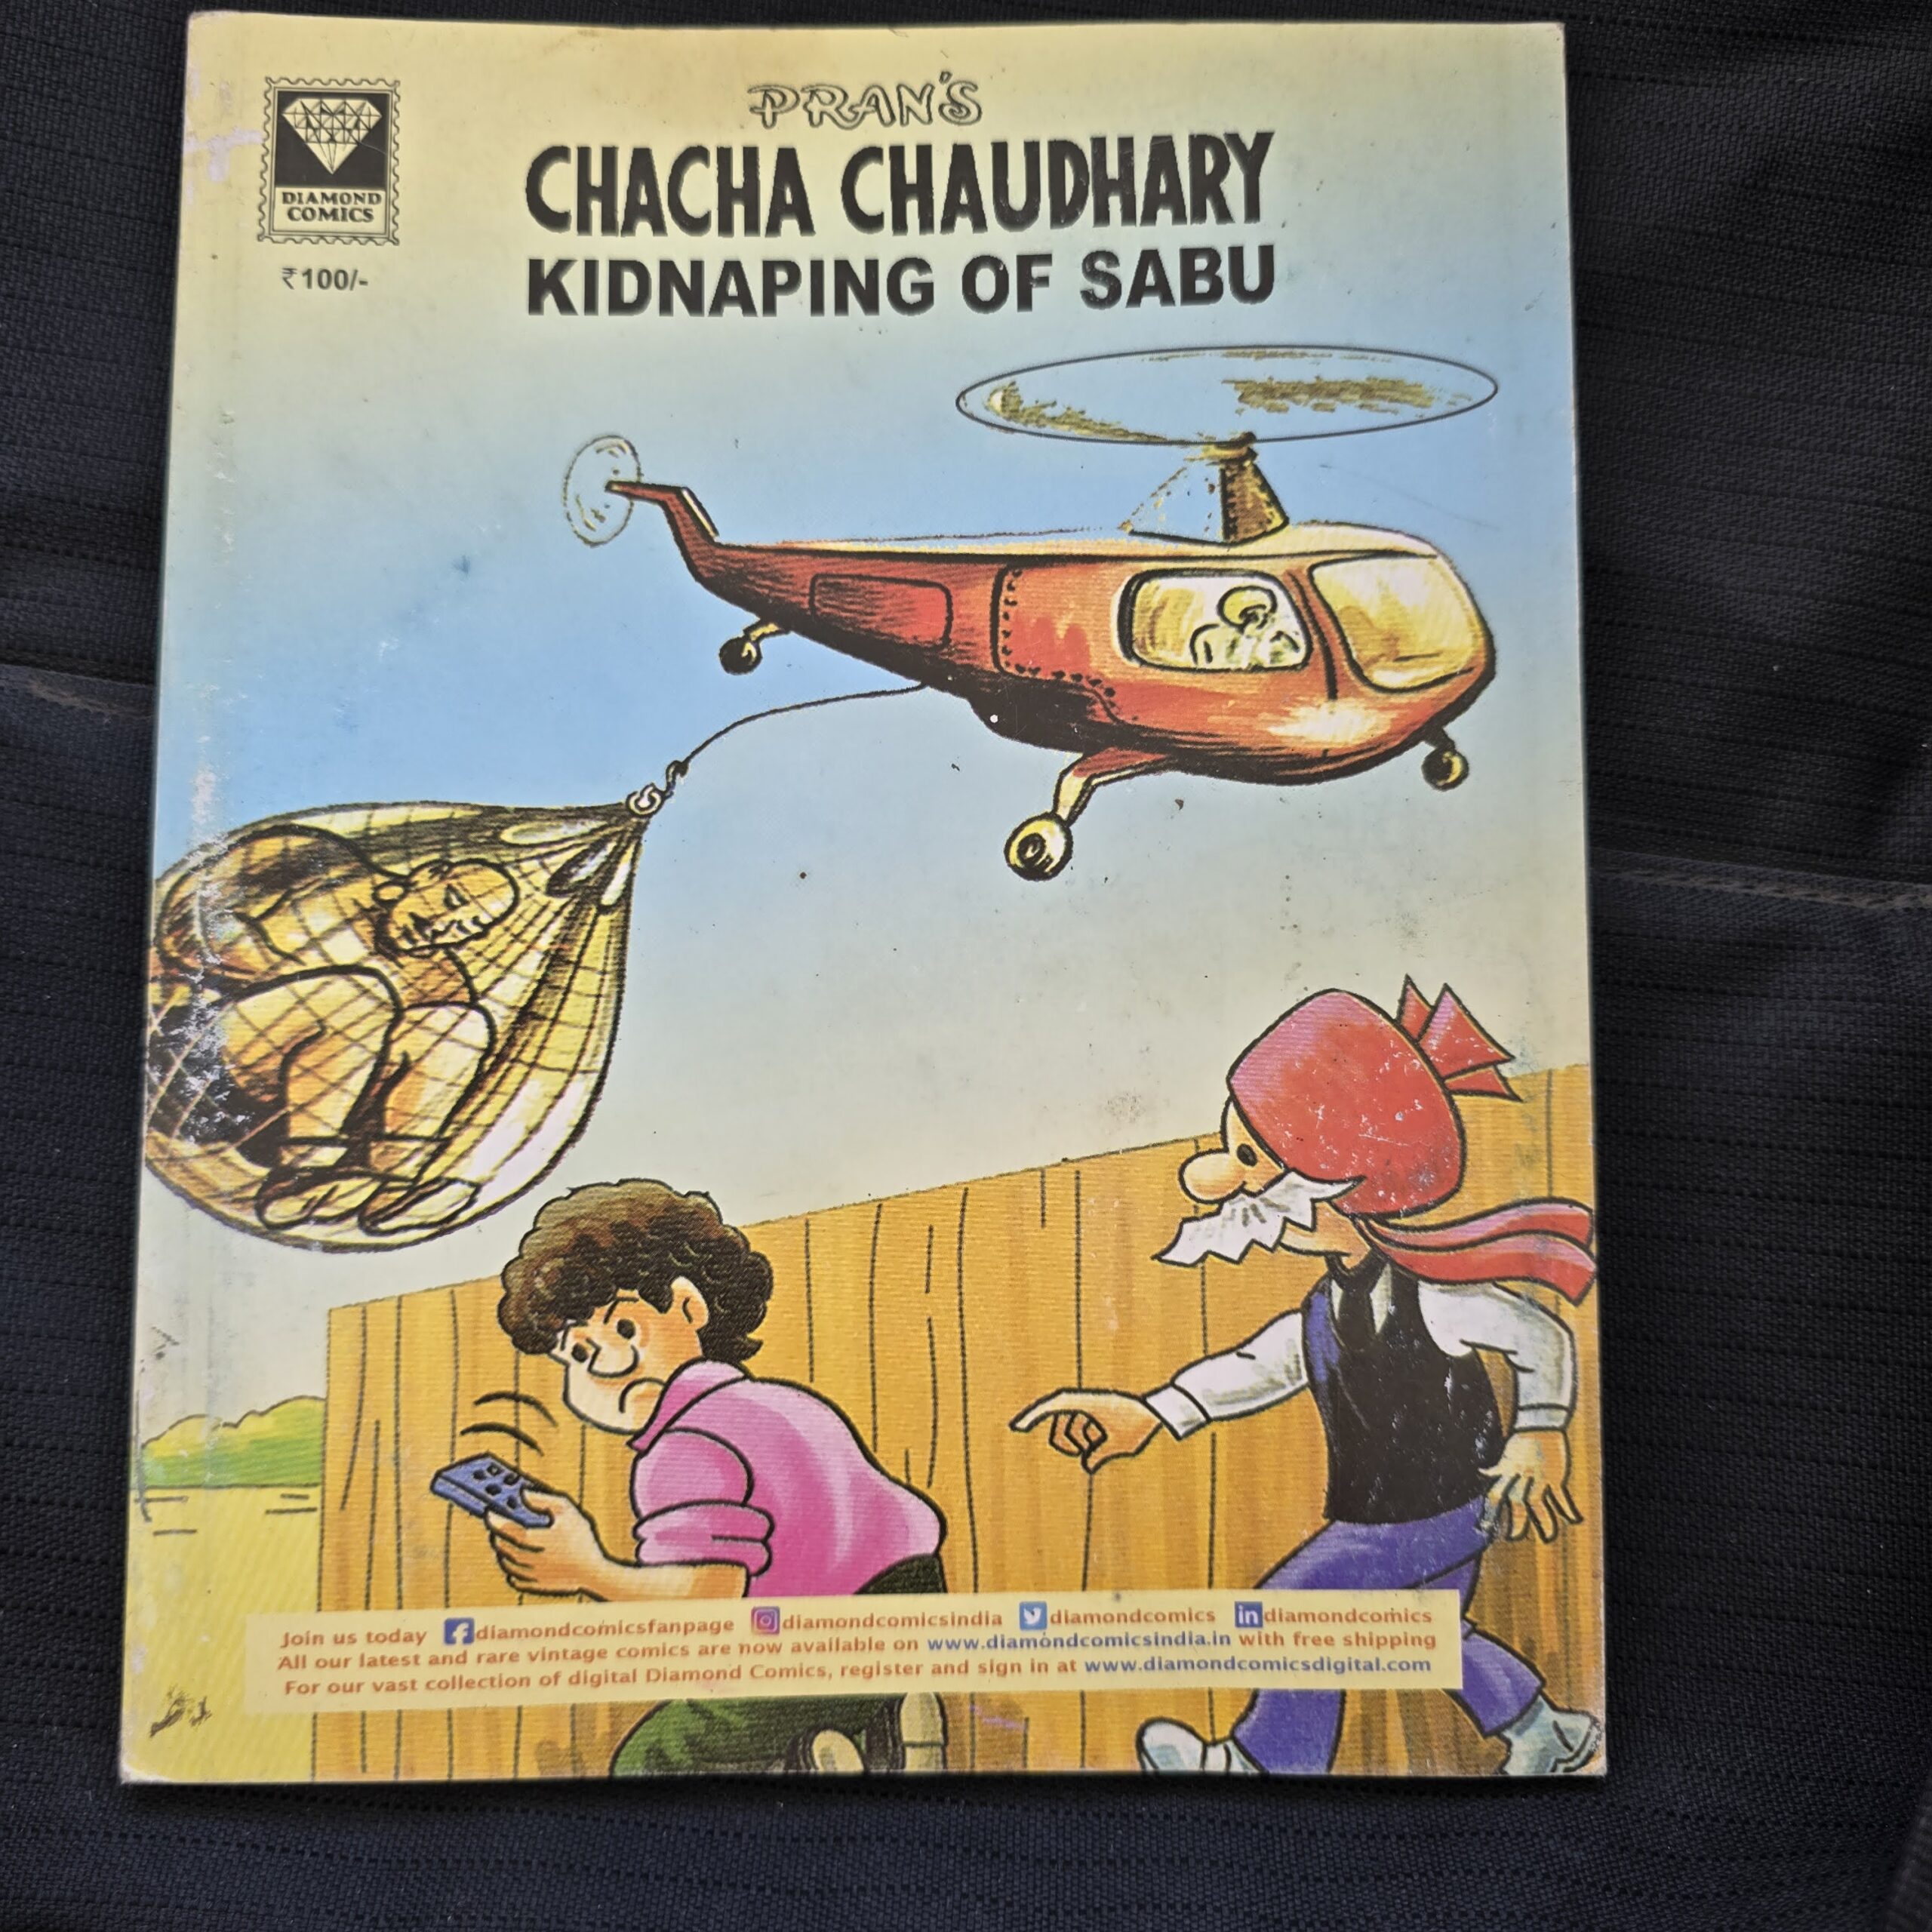 PRAN'S
CHACHA CHAUDHARY
KIDNAPING OF SABU
DIAMOND
COMICS
₹100/-
Join us today diamondcomicsfanpage diamondcomicsindia diamondcomics in diamondcomics
All our latest and rare vintage comics are now available on www.diamondcomicsindia.in with free shipping
For our vast collection of digital Diamond Comics, register and sign in at www.diamondcomicsdigital.com